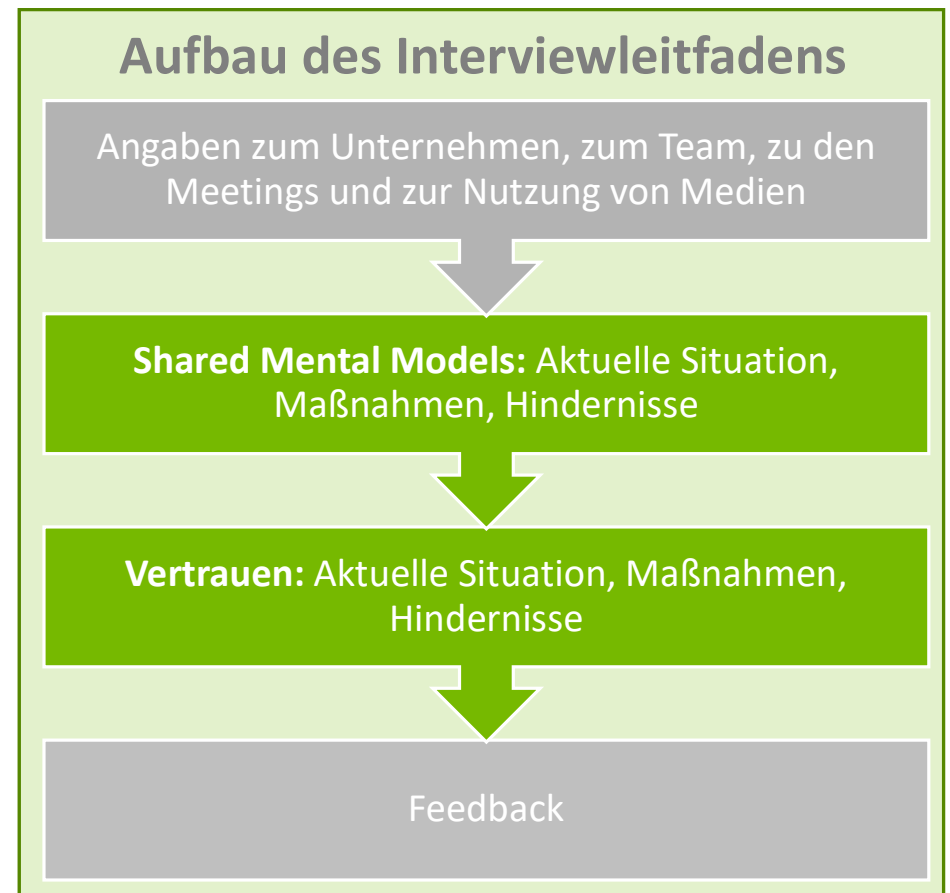 Aufbau des Interviewleitfadens
Angaben zum Unternehmen, zum Team, zu den
Meetings und zur Nutzung von Medien
Shared Mental Models: Aktuelle Situation,
Maßnahmen, Hindernisse
Vertrauen: Aktuelle Situation, Maßnahmen,
Hindernisse
Feedback